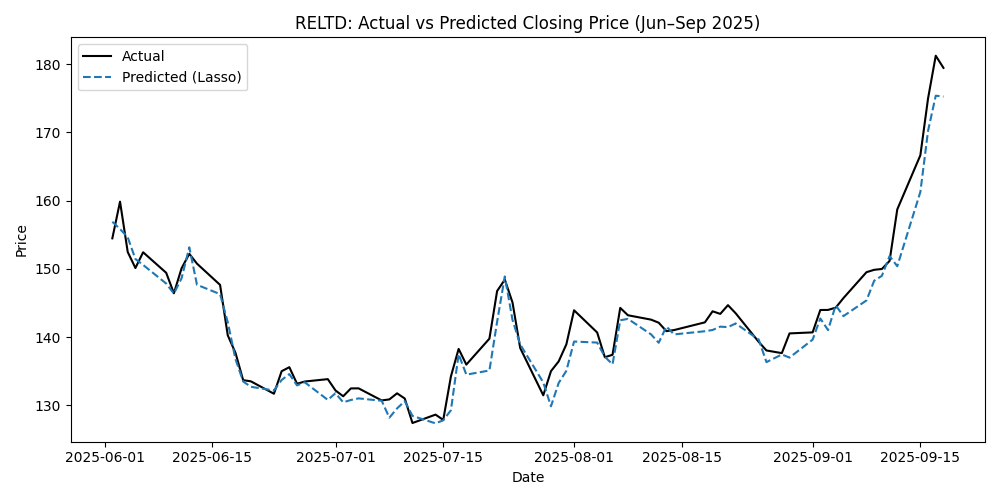 RELTD: Actual vs Predicted Closing Price (Jun–Sep 2025)
Actual
Predicted (Lasso)
Price
180
170
160
150
140
130
2025-06-01 2025-06-15 2025-07-01 2025-07-15 2025-08-01 2025-08-15 2025-09-01 2025-09-15
Date